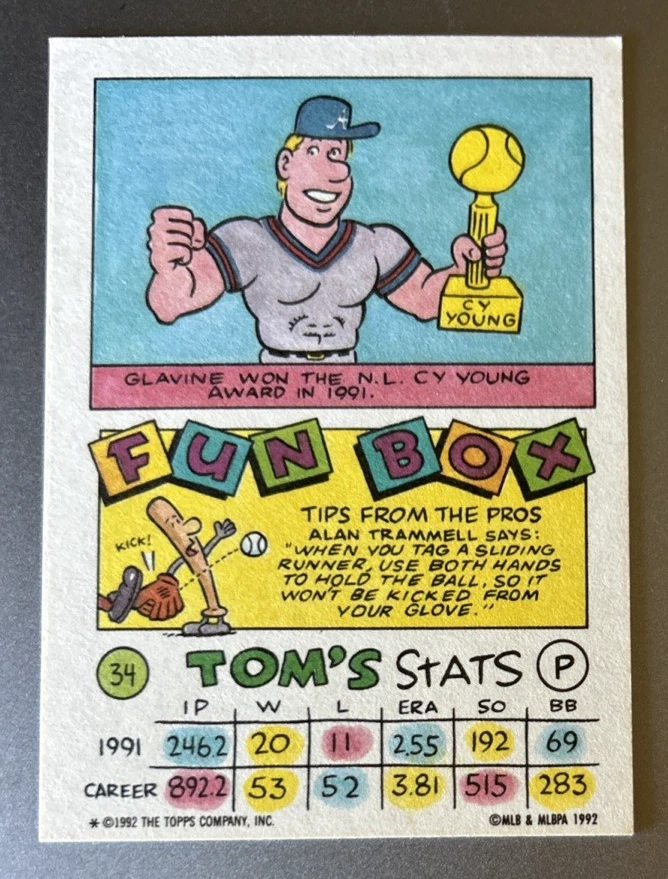 A
CY
YOUNG
GLAVINE WON THE N.L. CY YOUNG
AWARD IN 1991.
FUN BOX
KICK!
TIPS FROM THE PROS
ALAN TRAMMELL SAYS:
"WHEN YOU TAG A SLIDING
RUNNER, USE BOTH HANDS
TO HOLD THE BALL, SO IT
WON'T BE KICKED FROM
YOUR GLOVE."
34 TOM'S STATS P
IP W L ERA SO BB
1991 246.2 20 11 2.55 192 69
CAREER 892.2 53 52 3.81 515 283
* ©1992 THE TOPPS COMPANY, INC. ©MLB & MLBPA 1992